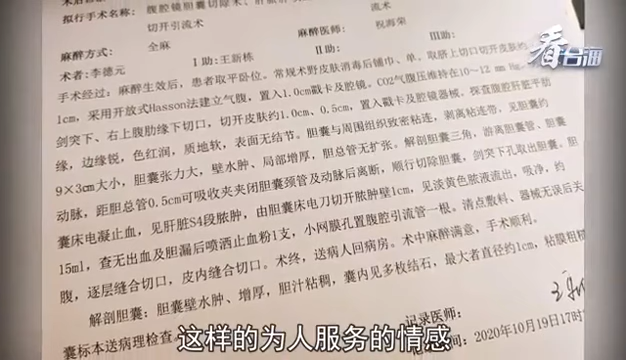 拟行手术名称：
腹腔镜胆囊切除术、肝脓肿
切开引流术
流术
麻醉方式：
全麻
麻醉医师：
祝海荣
术者：李德元
I助：王新栋
II助：
III助：
手术经过：麻醉生效后，患者取平卧位。常规术野皮肤消毒后铺巾、单。取脐上切口切开皮肤约
1cm，采用开放式Hasson法建立气腹，置入1.0cm戳卡及腔镜。CO2气腹压维持在10～12 mm
剑突下、右上腹肋缘下切口，切开皮肤约1.0cm、0.5cm，置入戳卡及腔镜器械。探查腹腔肝脏平肋
缘，边缘锐，色红润，质地软，表面无结节。胆囊与周围组织致密粘连，剥离粘连带，见胆囊约
9×3cm大小，胆囊张力大，壁水肿、局部增厚，胆总管无扩张。解剖胆囊三角，游离胆囊管、胆囊
动脉，距胆总管0.5cm可吸收夹夹闭胆囊颈管及动脉后离断，顺行切除胆囊，剑突下孔取出胆囊。胆
囊床电凝止血，见肝脏S4段脓肿，由胆囊床电刀切开脓肿壁1cm，见淡黄色脓液流出，吸净，约
15ml，查无出血及胆漏后喷洒止血粉1支，小网膜孔置腹腔引流管一根。清点敷料、器械无误后关
腹，逐层缝合切口，皮内缝合切口。术终，送病人回病房。术中麻醉满意，手术顺利。
解剖胆囊：胆囊壁水肿、增厚，胆汁粘稠，囊内见多枚结石，最大者直径约1cm，粘膜粗糙
囊标本送病理检查。
记录医师：
2020年10月19日17时
看台海
这样的为人服务的情感